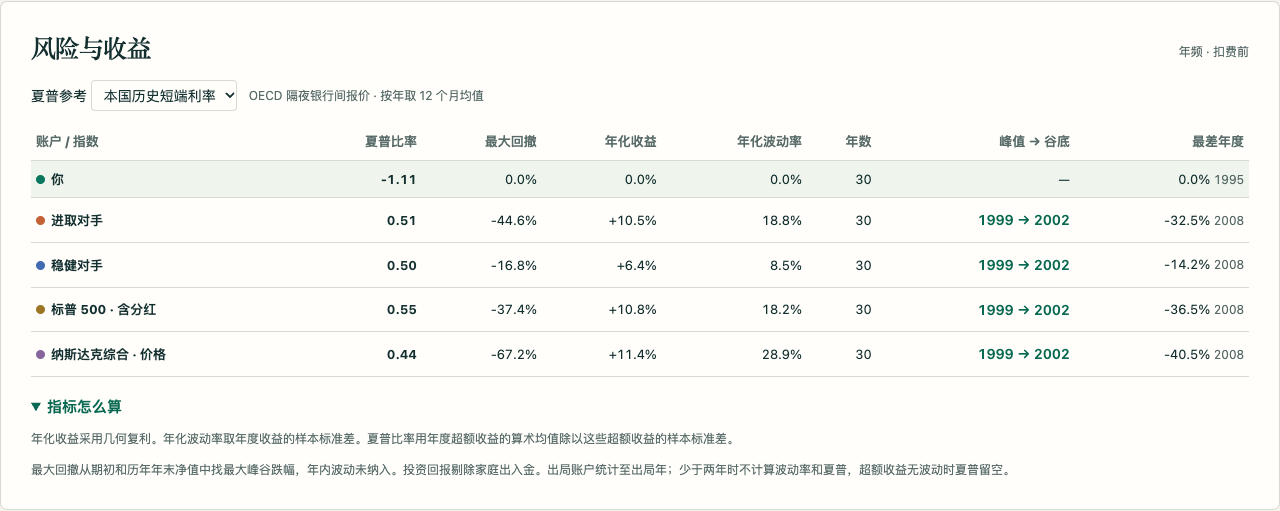 风险与收益
年频 · 扣费前
夏普参考 本国历史短端利率 OECD 隔夜银行间报价 · 按年取 12 个月均值
账户 / 指数 夏普比率 最大回撤 年化收益 年化波动率 年数 峰值 → 谷底 最差年度
你 -1.11 0.0% 0.0% 0.0% 30 — 0.0% 1995
进取对手 0.51 -44.6% +10.5% 18.8% 30 1999 → 2002 -32.5% 2008
稳健对手 0.50 -16.8% +6.4% 8.5% 30 1999 → 2002 -14.2% 2008
标普 500 · 含分红 0.55 -37.4% +10.8% 18.2% 30 1999 → 2002 -36.5% 2008
纳斯达克综合 · 价格 0.44 -67.2% +11.4% 28.9% 30 1999 → 2002 -40.5% 2008
▼ 指标怎么算
年化收益采用几何复利。年化波动率取年度收益的样本标准差。夏普比率用年度超额收益的算术均值除以这些超额收益的样本标准差。
最大回撤从期初和历年年末净值中找最大峰谷跌幅，年内波动未纳入。投资回报剔除家庭出入金。出局账户统计至出局年；少于两年时不计算波动率和夏普，超额收益无波动时夏普留空。